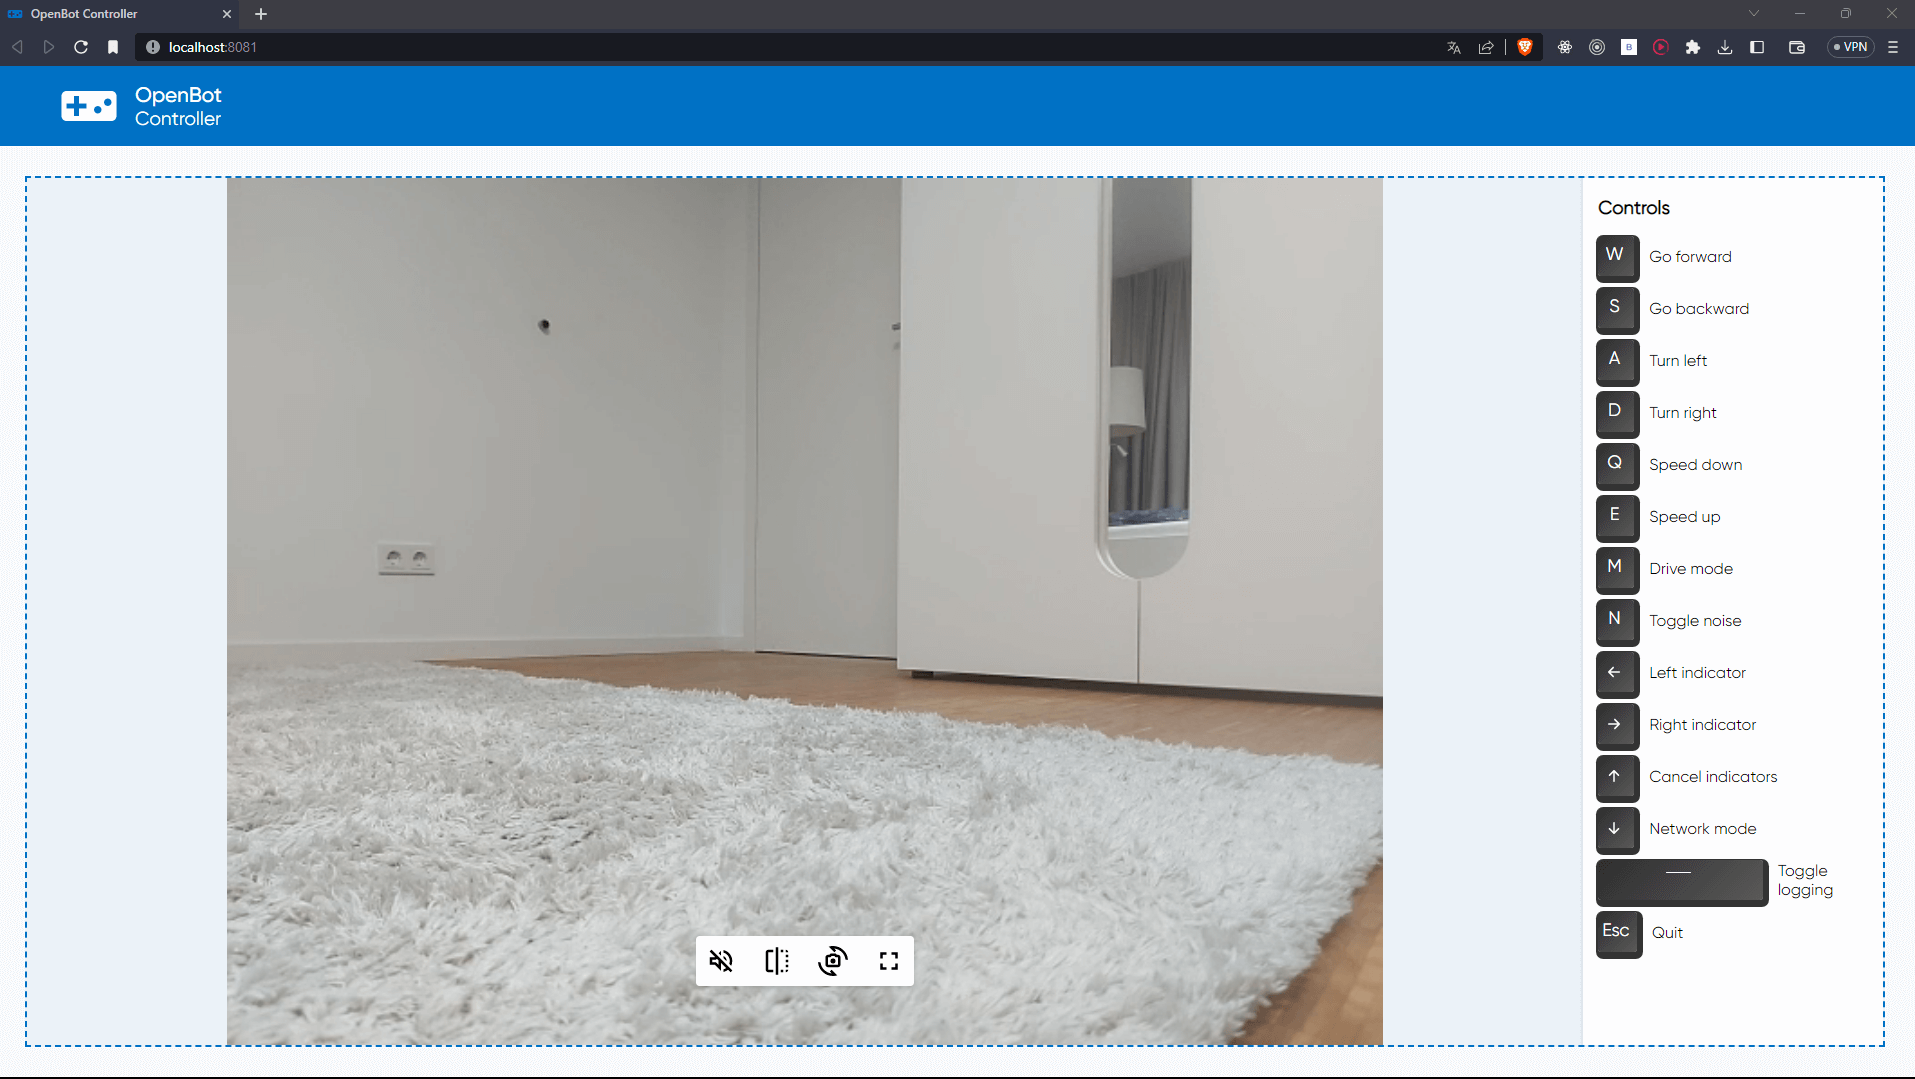 OpenBot Controller
localhost:8081
B
VPN
OpenBot
Controller
Controls
W Go forward
S Go backward
A Turn left
D Turn right
Q Speed down
E Speed up
M Drive mode
N Toggle noise
← Left indicator
→ Right indicator
↑ Cancel indicators
↓ Network mode
Toggle
logging
Esc Quit